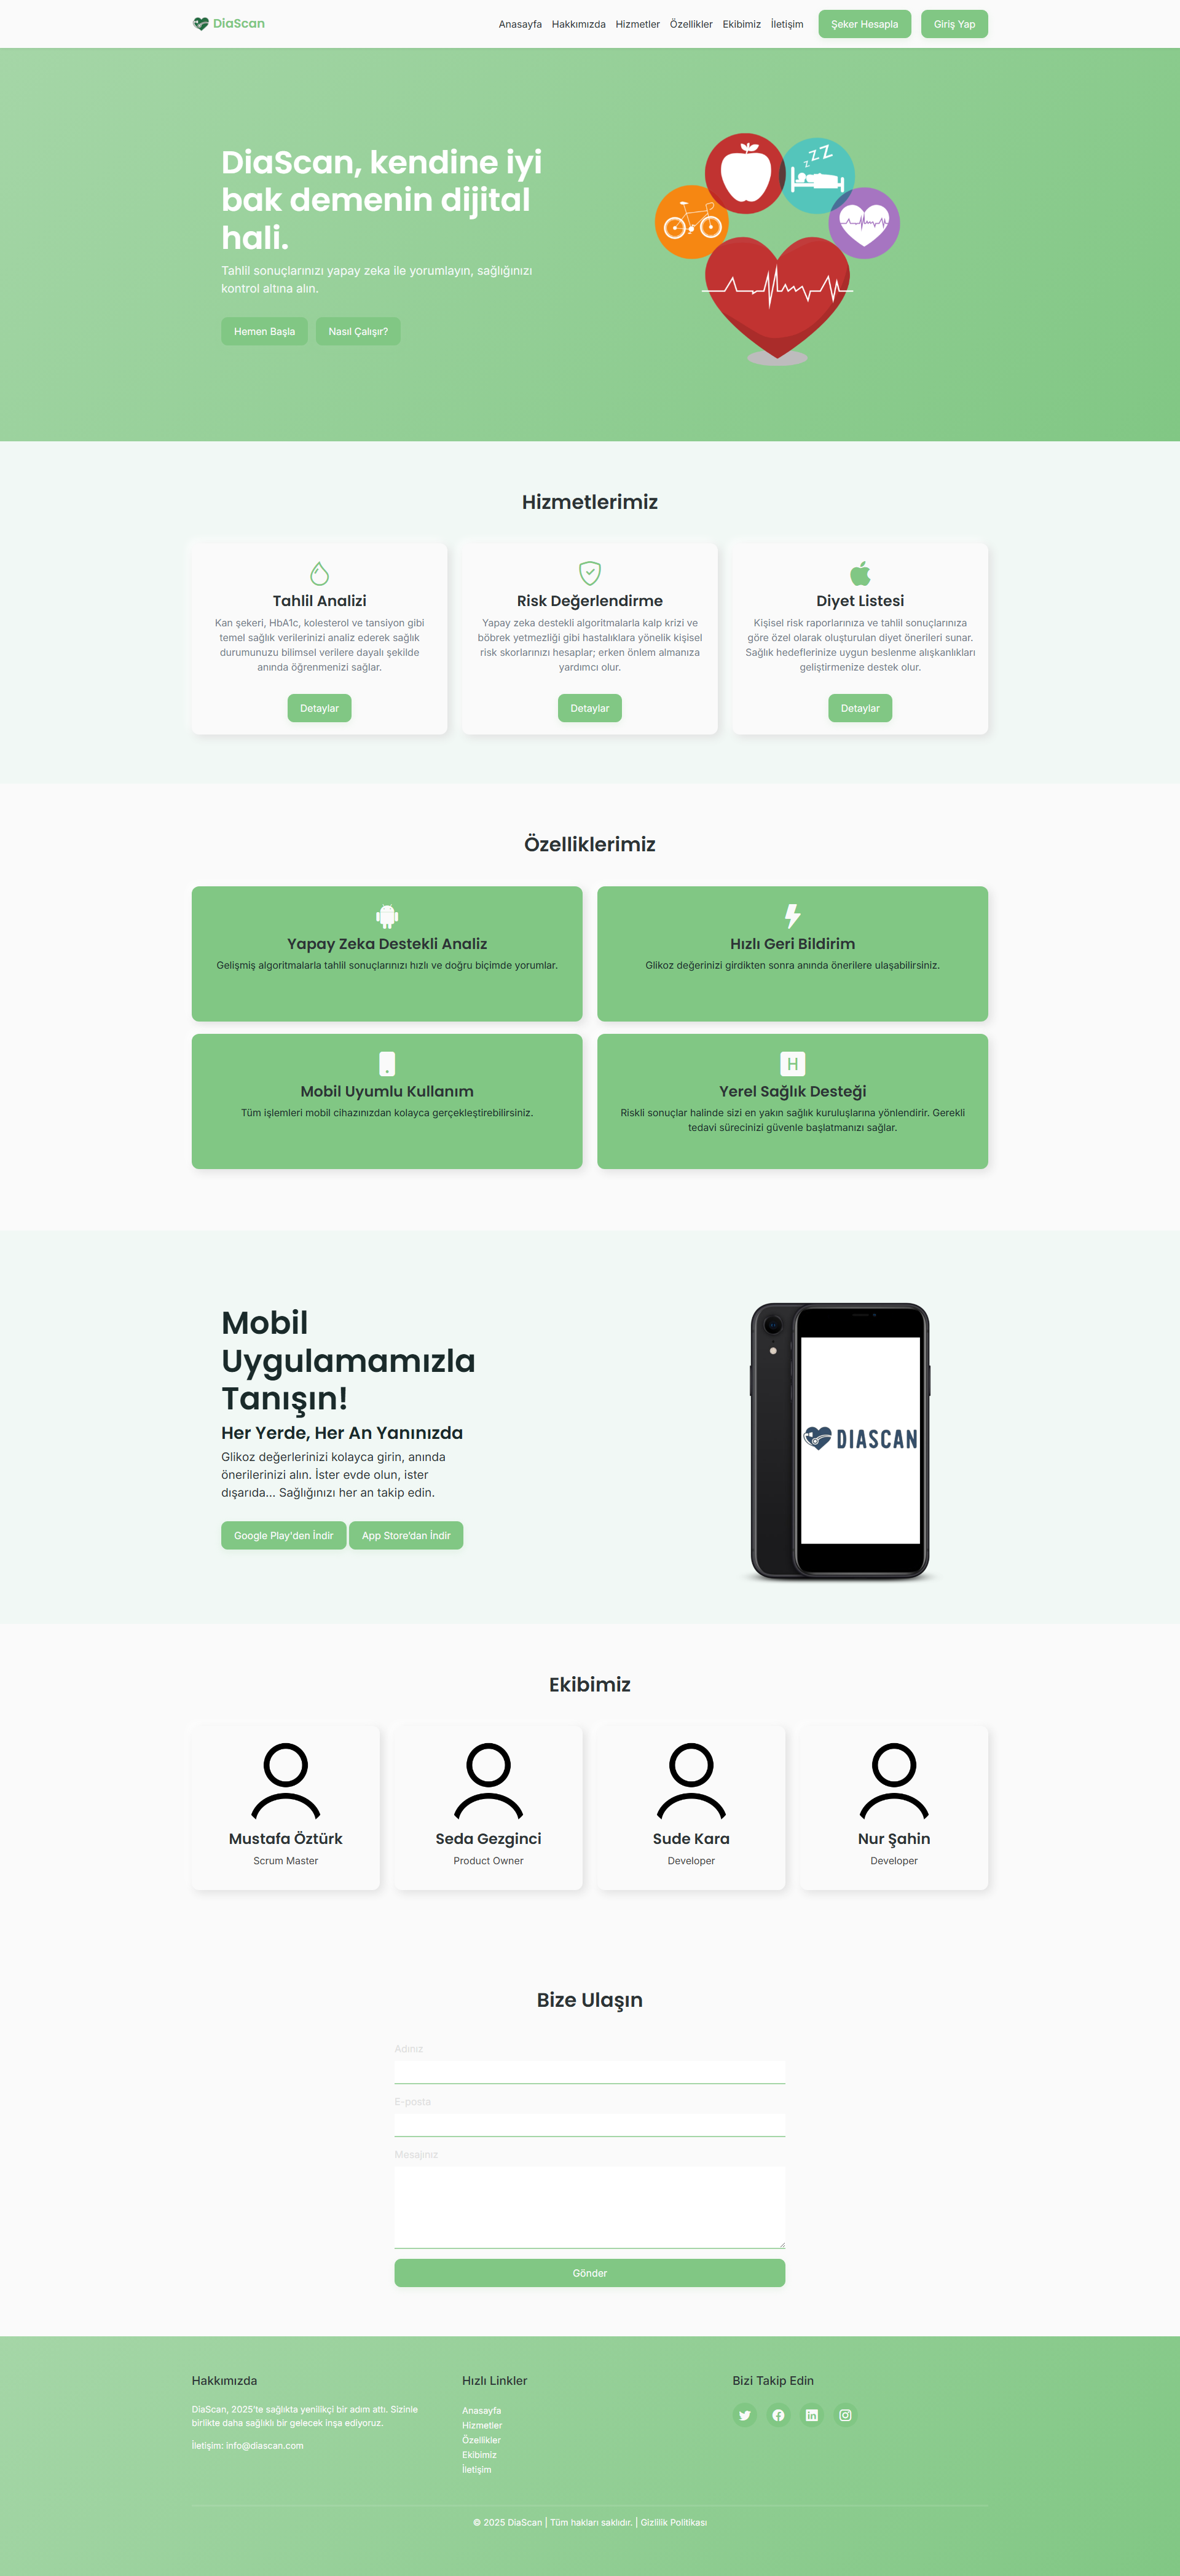 DiaScan
Anasayfa Hakkımızda Hizmetler Özellikler Ekibimiz İletişim Şeker Hesapla Giriş Yap
DiaScan, kendine iyi
bak demenin dijital
hali.
Tahlil sonuçlarınızı yapay zeka ile yorumlayın, sağlığınızı
kontrol altına alın.
Hemen Başla Nasıl Çalışır?
z Z Z
Hizmetlerimiz
Tahlil Analizi
Kan şekeri, HbA1c, kolesterol ve tansiyon gibi
temel sağlık verilerinizi analiz ederek sağlık
durumunuzu bilimsel verilere dayalı şekilde
anında öğrenmenizi sağlar.
Detaylar
Risk Değerlendirme
Yapay zeka destekli algoritmalarla kalp krizi ve
böbrek yetmezliği gibi hastalıklara yönelik kişisel
risk skorlarınızı hesaplar; erken önlem almanıza
yardımcı olur.
Detaylar
Diyet Listesi
Kişisel risk raporlarınıza ve tahlil sonuçlarınıza
göre özel olarak oluşturulan diyet önerileri sunar.
Sağlık hedeflerinize uygun beslenme alışkanlıkları
geliştirmenize destek olur.
Detaylar
Özelliklerimiz
Yapay Zeka Destekli Analiz
Gelişmiş algoritmalarla tahlil sonuçlarınızı hızlı ve doğru biçimde yorumlar.
Hızlı Geri Bildirim
Glikoz değerinizi girdikten sonra anında önerilere ulaşabilirsiniz.
Mobil Uyumlu Kullanım
Tüm işlemleri mobil cihazınızdan kolayca gerçekleştirebilirsiniz.
H
Yerel Sağlık Desteği
Riskli sonuçlar halinde sizi en yakın sağlık kuruluşlarına yönlendirir. Gerekli
tedavi sürecinizi güvenle başlatmanızı sağlar.
Mobil
Uygulamamızla
Tanışın!
Her Yerde, Her An Yanınızda
Glikoz değerlerinizi kolayca girin, anında
önerilerinizi alın. İster evde olun, ister
dışarıda... Sağlığınızı her an takip edin.
Google Play'den İndir App Store'dan İndir
DIASCAN
Ekibimiz
Mustafa Öztürk
Scrum Master
Seda Gezginci
Product Owner
Sude Kara
Developer
Nur Şahin
Developer
Bize Ulaşın
Adınız
E-posta
Mesajınız
Gönder
Hakkımızda
DiaScan, 2025'te sağlıkta yenilikçi bir adım attı. Sizinle
birlikte daha sağlıklı bir gelecek inşa ediyoruz.
İletişim: info@diascan.com
Hızlı Linkler
Anasayfa
Hizmetler
Özellikler
Ekibimiz
İletişim
Bizi Takip Edin
© 2025 DiaScan | Tüm hakları saklıdır. | Gizlilik Politikası